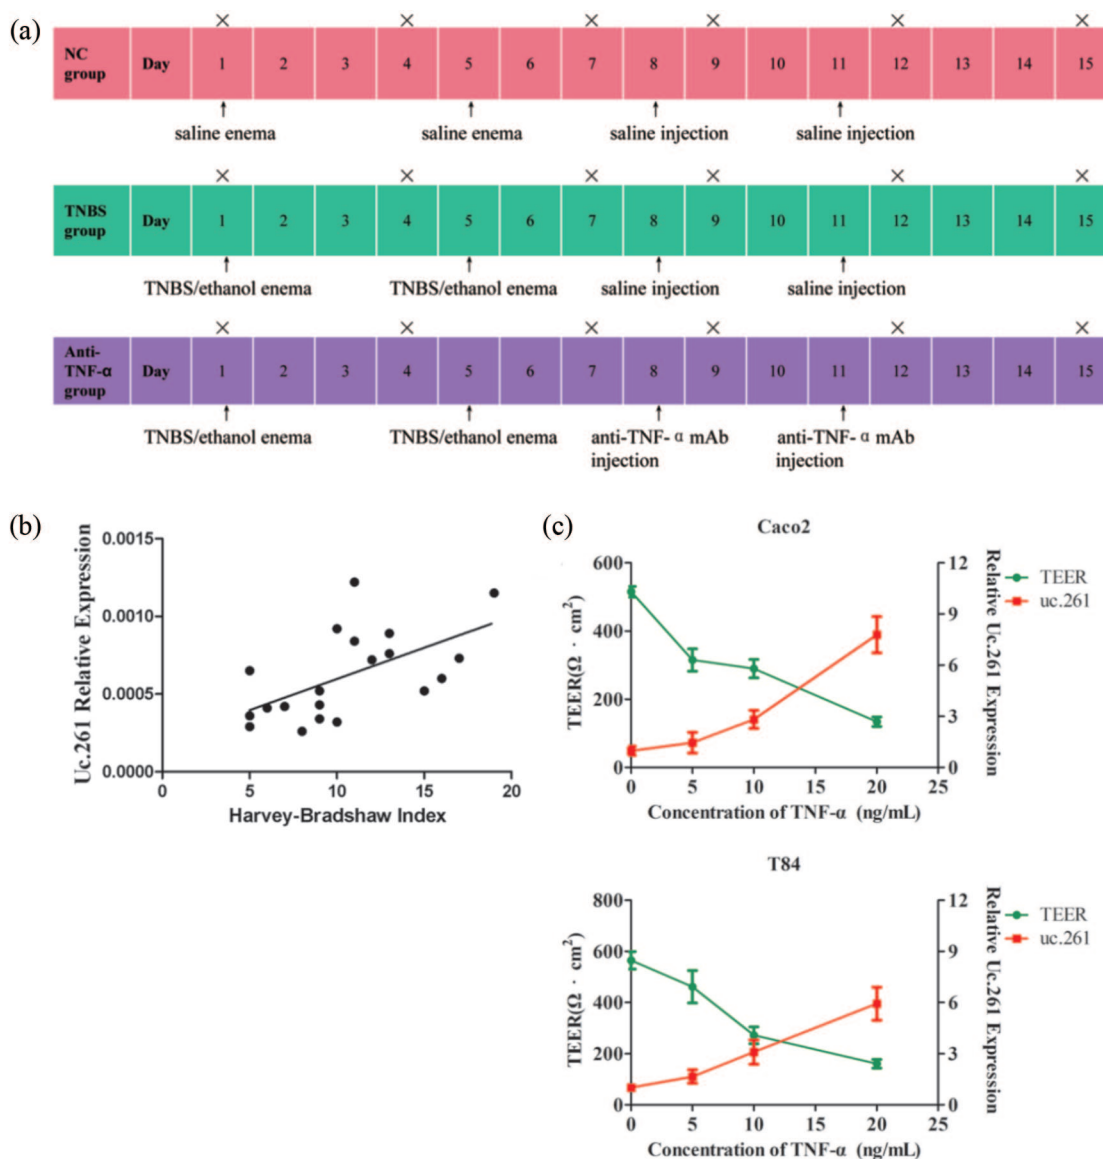 (a)
× × × × × ×
NC group Day 1 2 3 4 5 6 7 8 9 10 11 12 13 14 15
saline enema saline enema saline injection saline injection
× × × × × ×
TNBS group Day 1 2 3 4 5 6 7 8 9 10 11 12 13 14 15
TNBS/ethanol enema TNBS/ethanol enema saline injection saline injection
× × × × × ×
Anti-TNF-α group Day 1 2 3 4 5 6 7 8 9 10 11 12 13 14 15
TNBS/ethanol enema TNBS/ethanol enema anti-TNF-α mAb injection anti-TNF-α mAb injection
(b)
Uc.261 Relative Expression
0.0015
0.0010
0.0005
0.0000
0 5 10 15 20
Harvey-Bradshaw Index
(c)
Caco2
TEER(Ω · cm²)
600
400
200
0
0 5 10 15 20 25
Concentration of TNF-α (ng/mL)
12
9
6
3
0
Relative Uc.261 Expression
TEER
uc.261
T84
TEER(Ω · cm²)
800
600
400
200
0
0 5 10 15 20 25
Concentration of TNF-α (ng/mL)
12
9
6
3
0
Relative Uc.261 Expression
TEER
uc.261